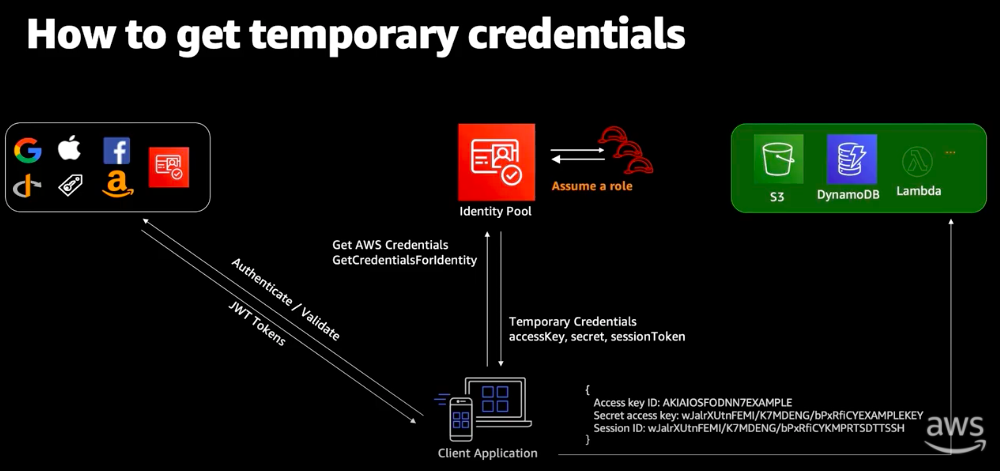 How to get temporary credentials
Identity Pool
Assume a role
S3
DynamoDB
Lambda
...
Get AWS Credentials
GetCredentialsForIdentity
Authenticate / Validate
JWT Tokens
Temporary Credentials
accessKey, secret, sessionToken
Client Application
{
Access key ID: AKIAIOSFODNN7EXAMPLE
Secret access key: wJalrXUtnFEMI/K7MDENG/bPxRfiCYEXAMPLEKEY
Session ID: wJalrXUtnFEMI/K7MDENG/bPxRfiCYKMPRTSDTTSSH
}
aws